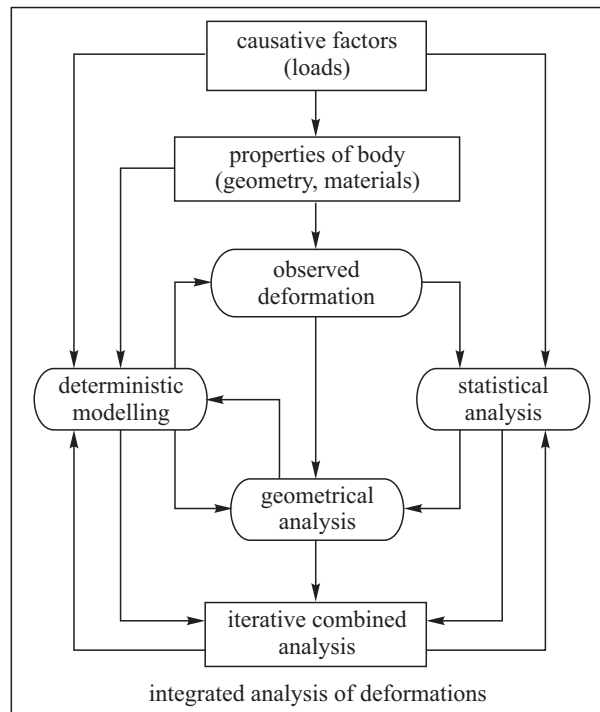 causative factors
(loads)
properties of body
(geometry, materials)
observed
deformation
deterministic
modelling
statistical
analysis
geometrical
analysis
iterative combined
analysis
integrated analysis of deformations